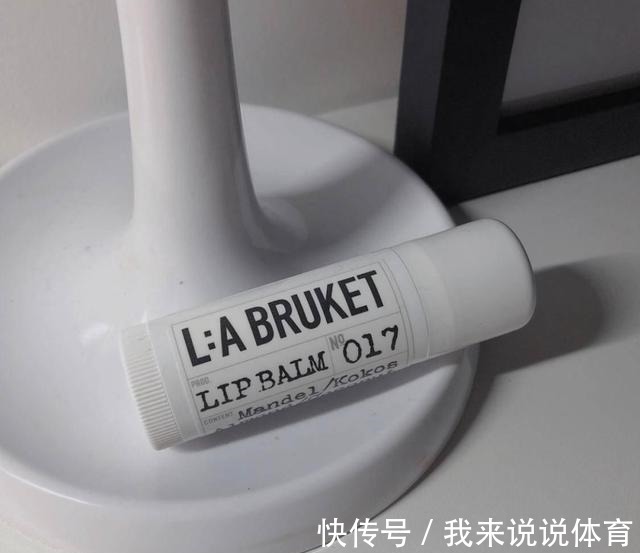 L:A BRUKET
No
017
PROD.
LIP BALM
CONTENT
Mandel/Kokos
快传号 / 我来说说体育